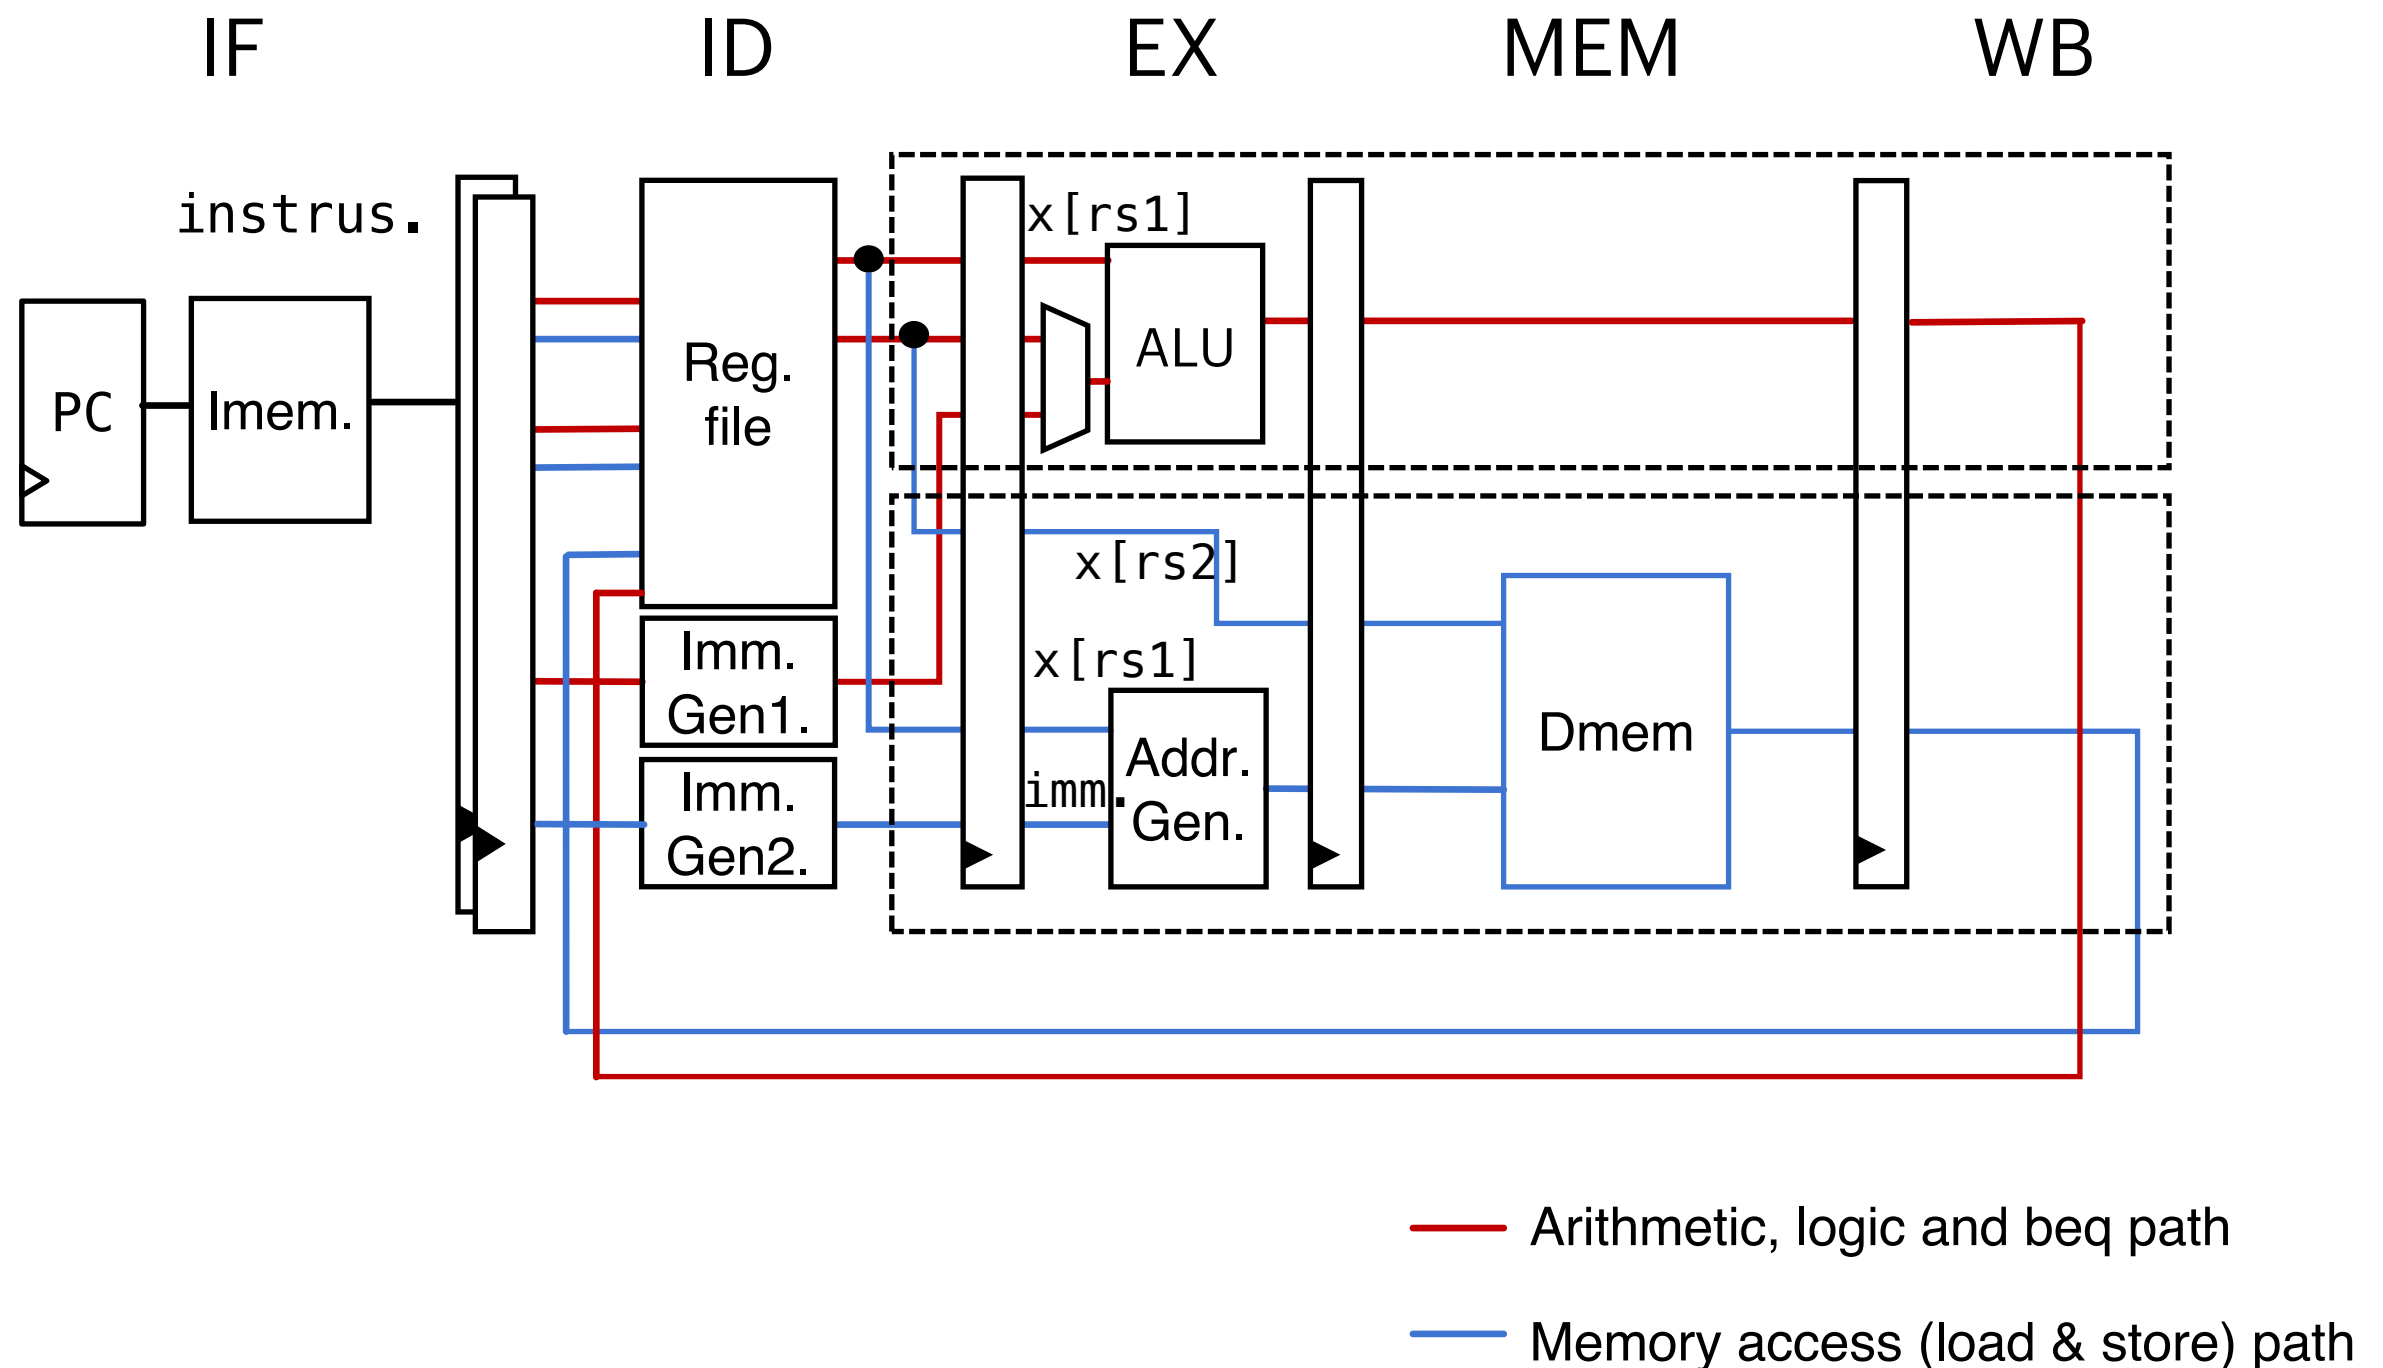 IF
ID
EX
MEM
WB
instrus.
PC
Imem.
Reg.
file
Imm.
Gen1.
Imm.
Gen2.
x[rs1]
ALU
x[rs2]
x[rs1]
imm.
Addr.
Gen.
Dmem
Arithmetic, logic and beq path
Memory access (load & store) path